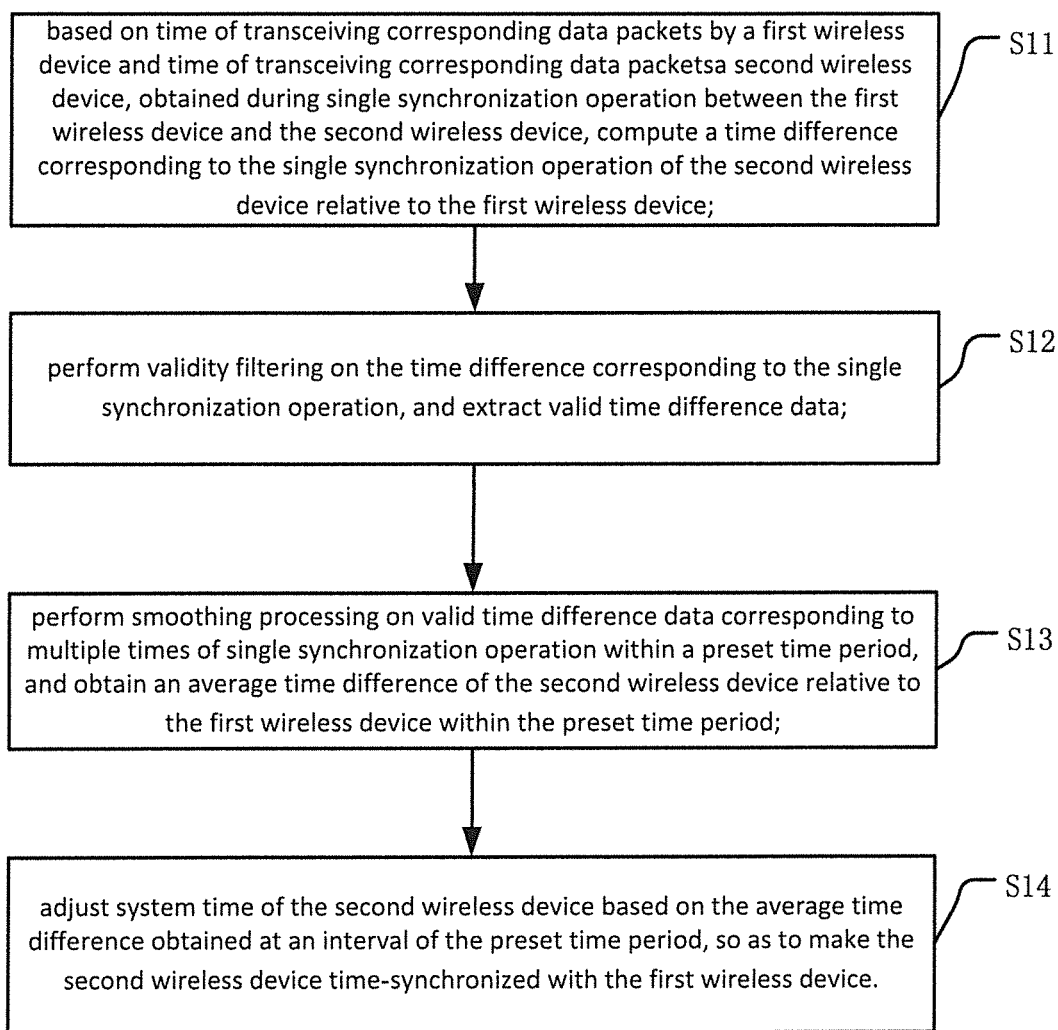 based on time of transceiving corresponding data packets by a first wireless
device and time of transceiving corresponding data packetsa second wireless
device, obtained during single synchronization operation between the first
wireless device and the second wireless device, compute a time difference
corresponding to the single synchronization operation of the second wireless
device relative to the first wireless device;
S11
perform validity filtering on the time difference corresponding to the single
synchronization operation, and extract valid time difference data;
S12
perform smoothing processing on valid time difference data corresponding to
multiple times of single synchronization operation within a preset time period,
and obtain an average time difference of the second wireless device relative to
the first wireless device within the preset time period;
S13
adjust system time of the second wireless device based on the average time
difference obtained at an interval of the preset time period, so as to make the
second wireless device time-synchronized with the first wireless device.
S14